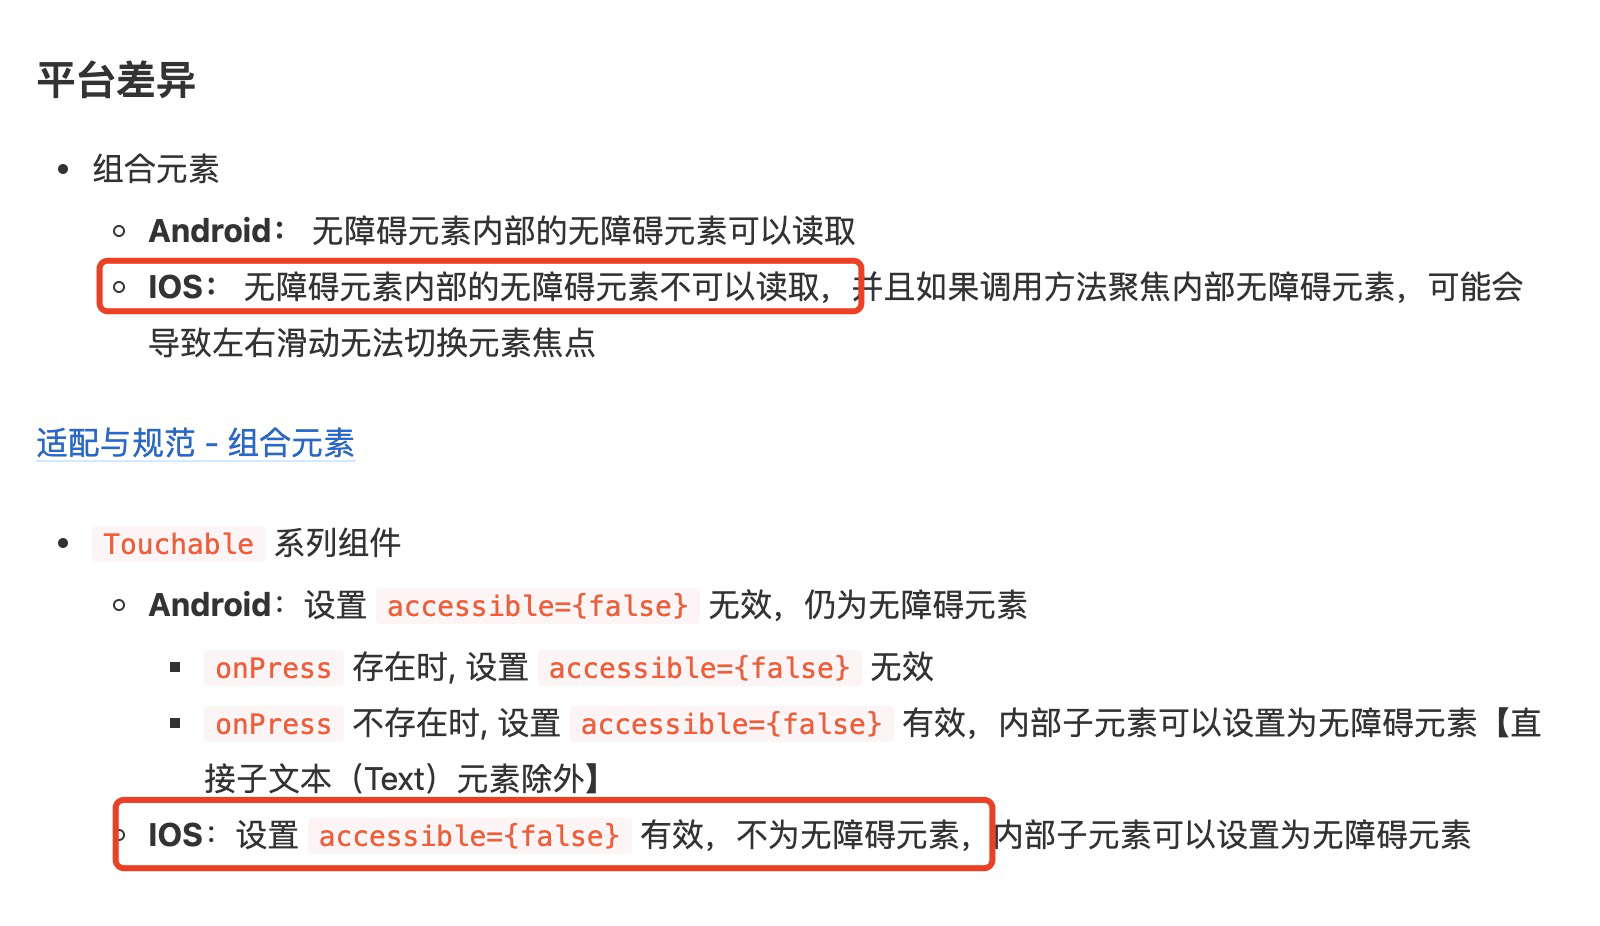 平台差异
组合元素
Android： 无障碍元素内部的无障碍元素可以读取
IOS： 无障碍元素内部的无障碍元素不可以读取，并且如果调用方法聚焦内部无障碍元素，可能会
导致左右滑动无法切换元素焦点
适配与规范 - 组合元素
Touchable 系列组件
Android：设置 accessible={false} 无效，仍为无障碍元素
onPress 存在时, 设置 accessible={false} 无效
onPress 不存在时, 设置 accessible={false} 有效，内部子元素可以设置为无障碍元素【直
接子文本（Text）元素除外】
IOS：设置 accessible={false} 有效，不为无障碍元素，内部子元素可以设置为无障碍元素